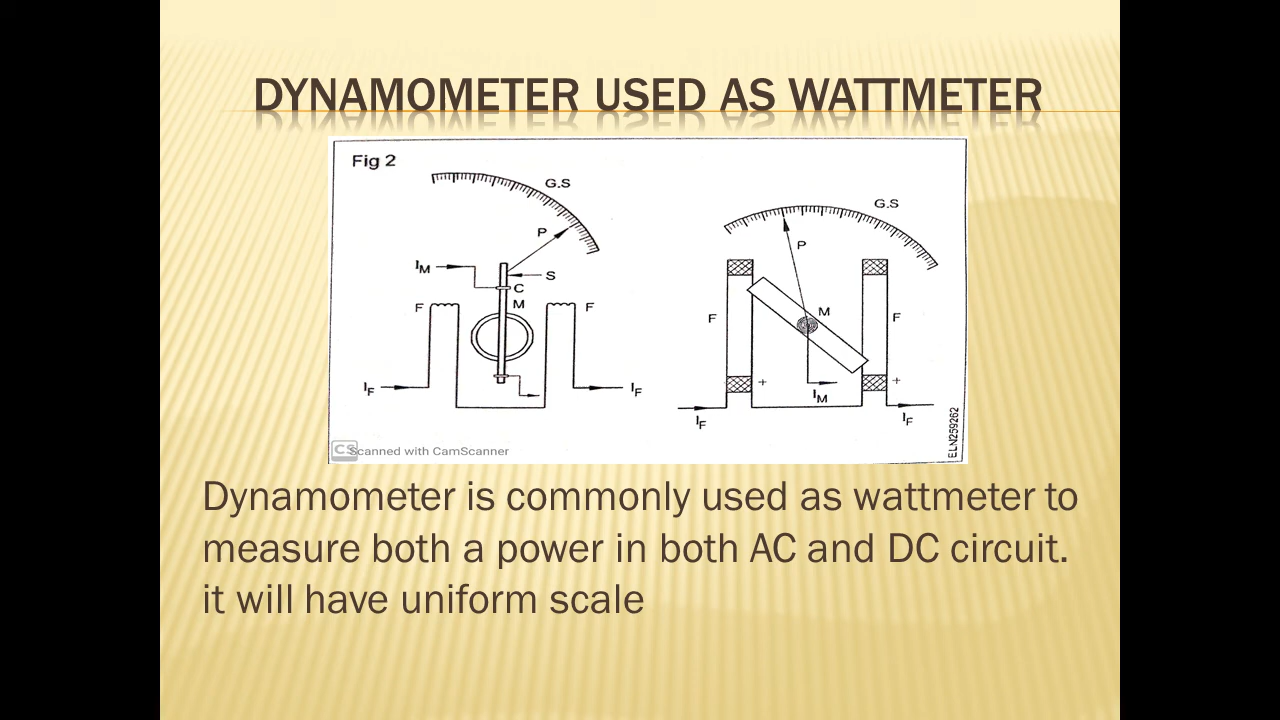 DYNAMOMETER USED AS WATTMETER
Fig 2
G.S
P
I_M
S
C
M
F
F
I_F
I_F
G.S
P
M
F
F
+
+
I_M
I_F
I_F
ELN259262
CS
Scanned with CamScanner
Dynamometer is commonly used as wattmeter to
measure both a power in both AC and DC circuit.
it will have uniform scale